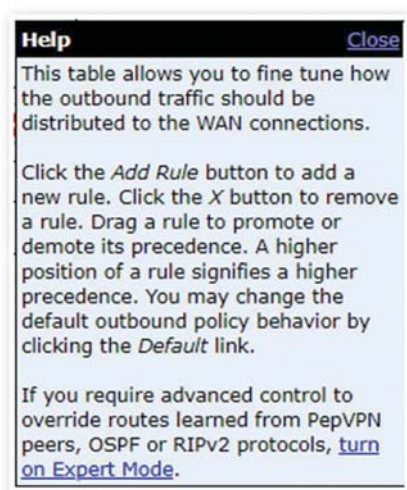 Help Close
This table allows you to fine tune how
the outbound traffic should be
distributed to the WAN connections.
Click the Add Rule button to add a
new rule. Click the X button to remove
a rule. Drag a rule to promote or
demote its precedence. A higher
position of a rule signifies a higher
precedence. You may change the
default outbound policy behavior by
clicking the Default link.
If you require advanced control to
override routes learned from PepVPN
peers, OSPF or RIPv2 protocols, turn
on Expert Mode.